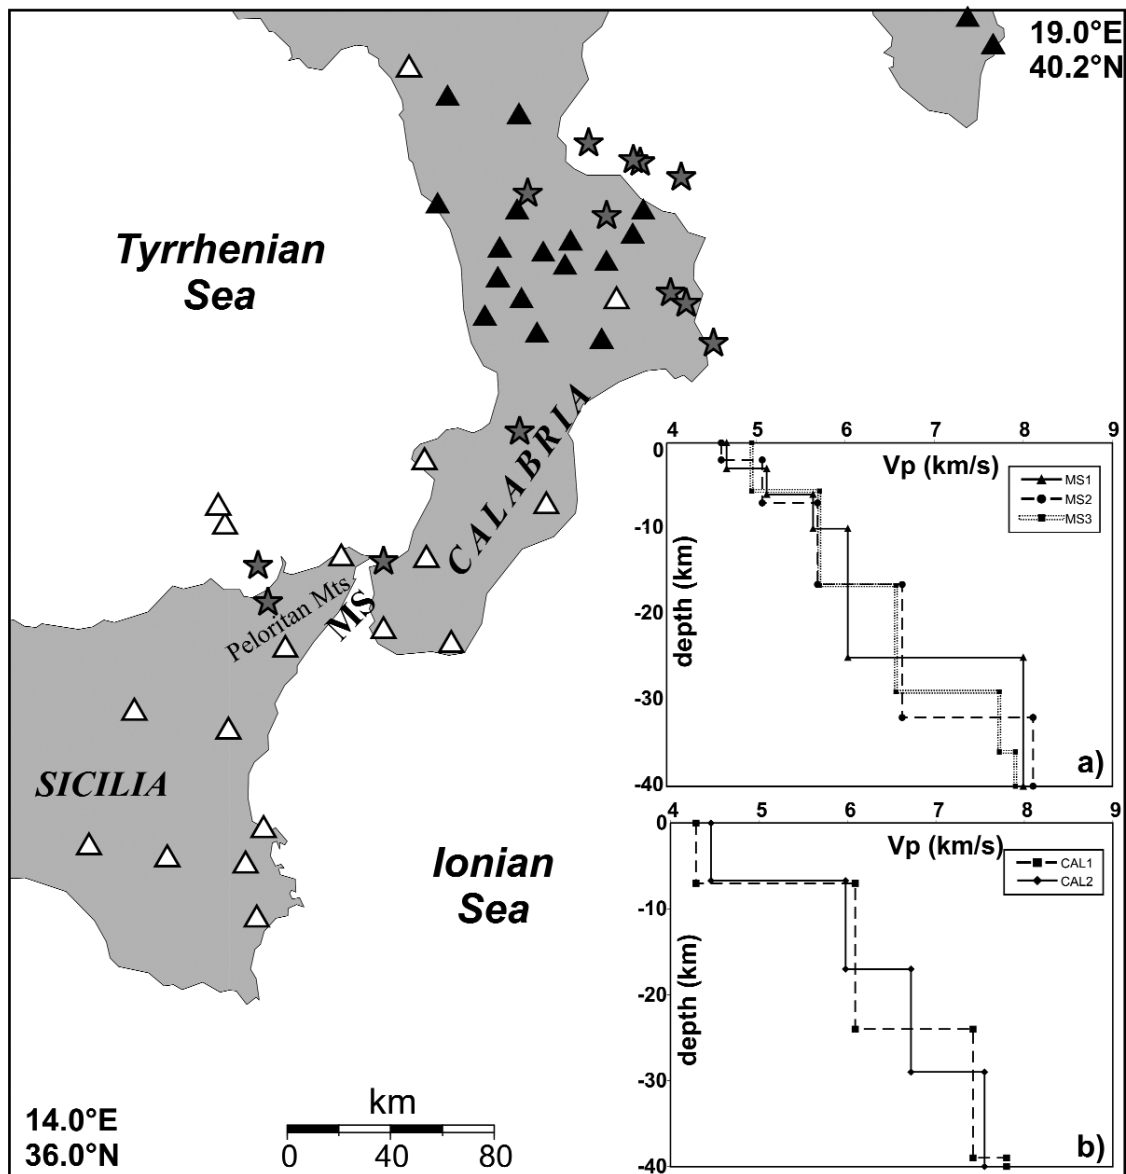 19.0°E
40.2°N
Tyrrhenian
Sea
CALABRIA
Peloritan Mts
MS
SICILIA
Ionian
Sea
14.0°E
36.0°N
km
0 40 80
4 5 6 7 8 9
Vp (km/s)
0
-10
-20
-30
-40
depth (km)
MS1
MS2
MS3
a)
4 5 6 7 8 9
Vp (km/s)
0
-10
-20
-30
-40
depth (km)
CAL1
CAL2
b)